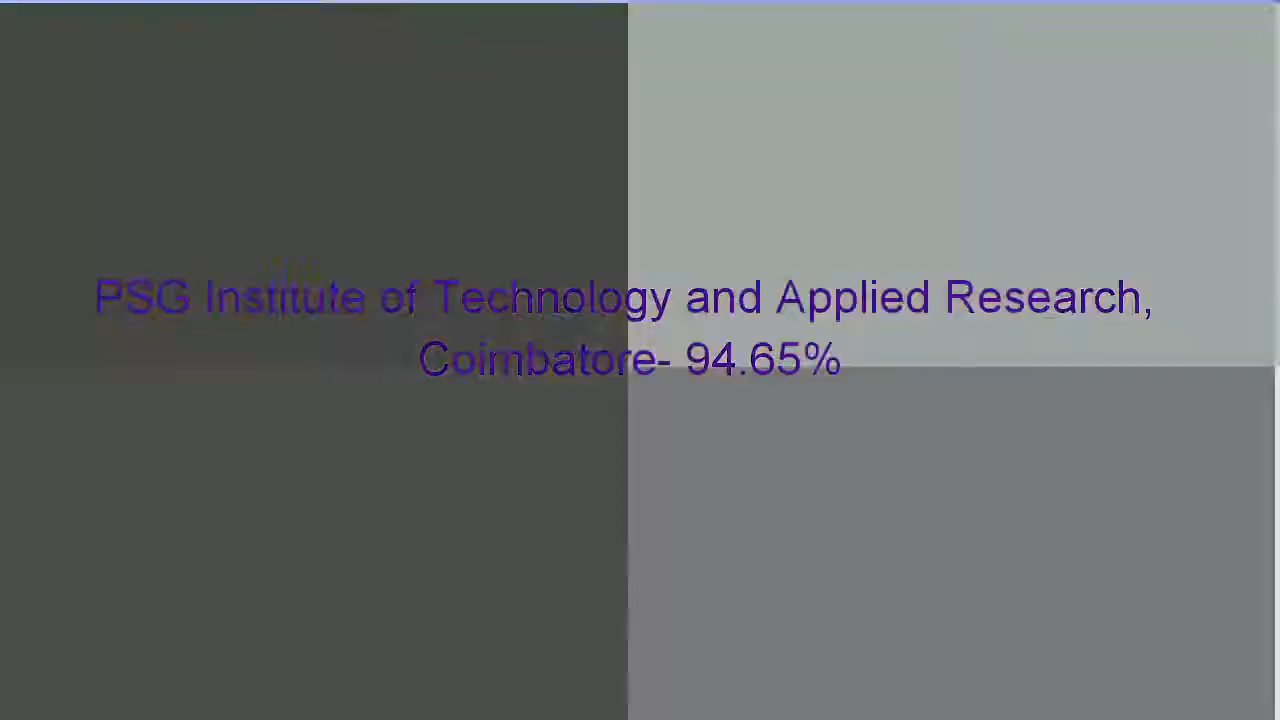 PSG Institute of Technology and Applied Research,
Coimbatore- 94.65%